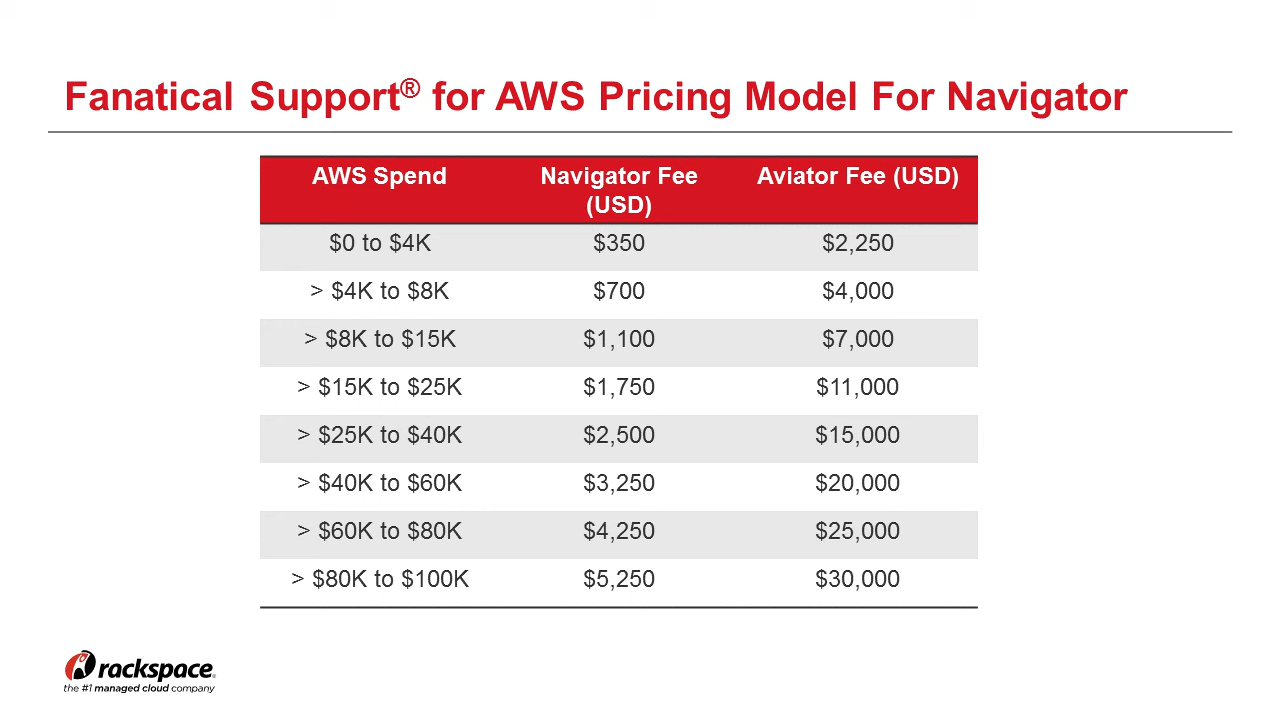 Fanatical Support® for AWS Pricing Model For Navigator
AWS Spend Navigator Fee (USD) Aviator Fee (USD)
$0 to $4K $350 $2,250
> $4K to $8K $700 $4,000
> $8K to $15K $1,100 $7,000
> $15K to $25K $1,750 $11,000
> $25K to $40K $2,500 $15,000
> $40K to $60K $3,250 $20,000
> $60K to $80K $4,250 $25,000
> $80K to $100K $5,250 $30,000
rackspace®
the #1 managed cloud company